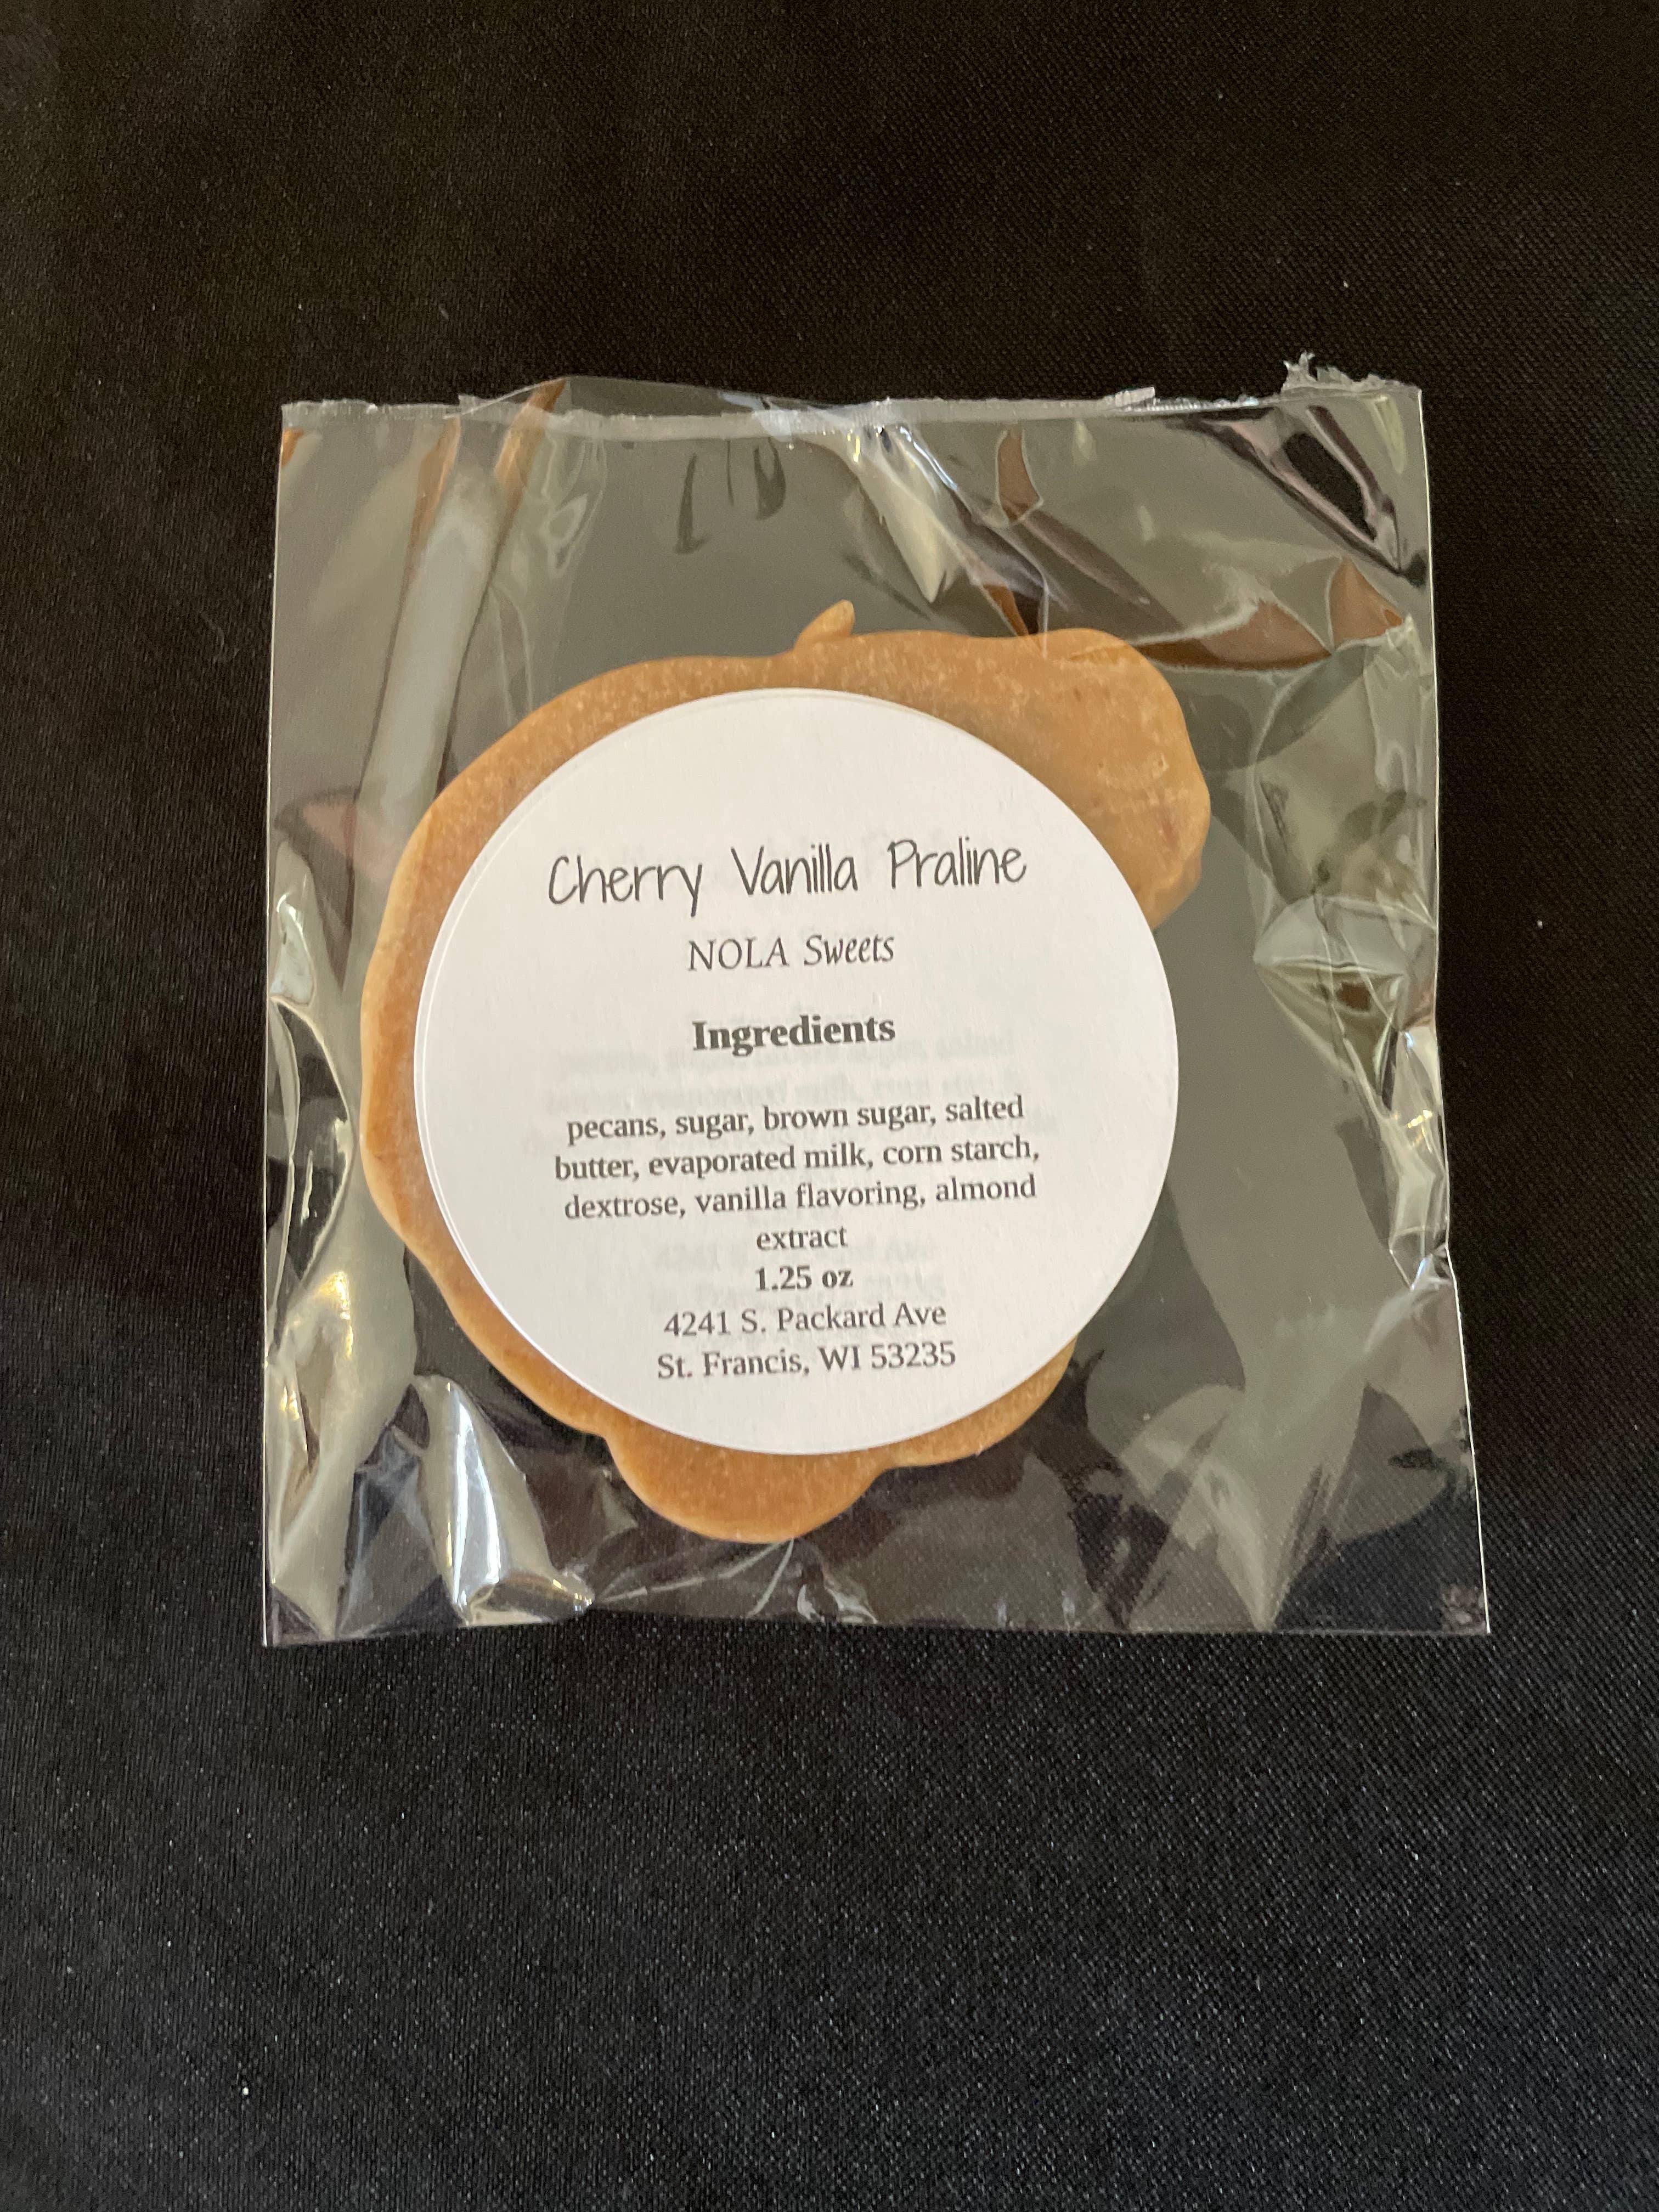 Cherry Vanilla Praline
NOLA Sweets
Ingredients
pecans, sugar, brown sugar, salted
butter, evaporated milk, corn starch,
dextrose, vanilla flavoring, almond
extract
1.25 oz
4241 S. Packard Ave
St. Francis, WI 53235